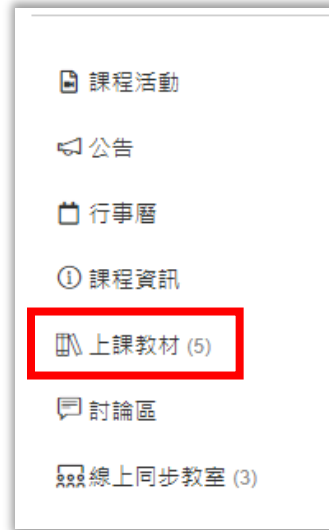 課程活動
公告
行事曆
課程資訊
上課教材 (5)
討論區
線上同步教室 (3)